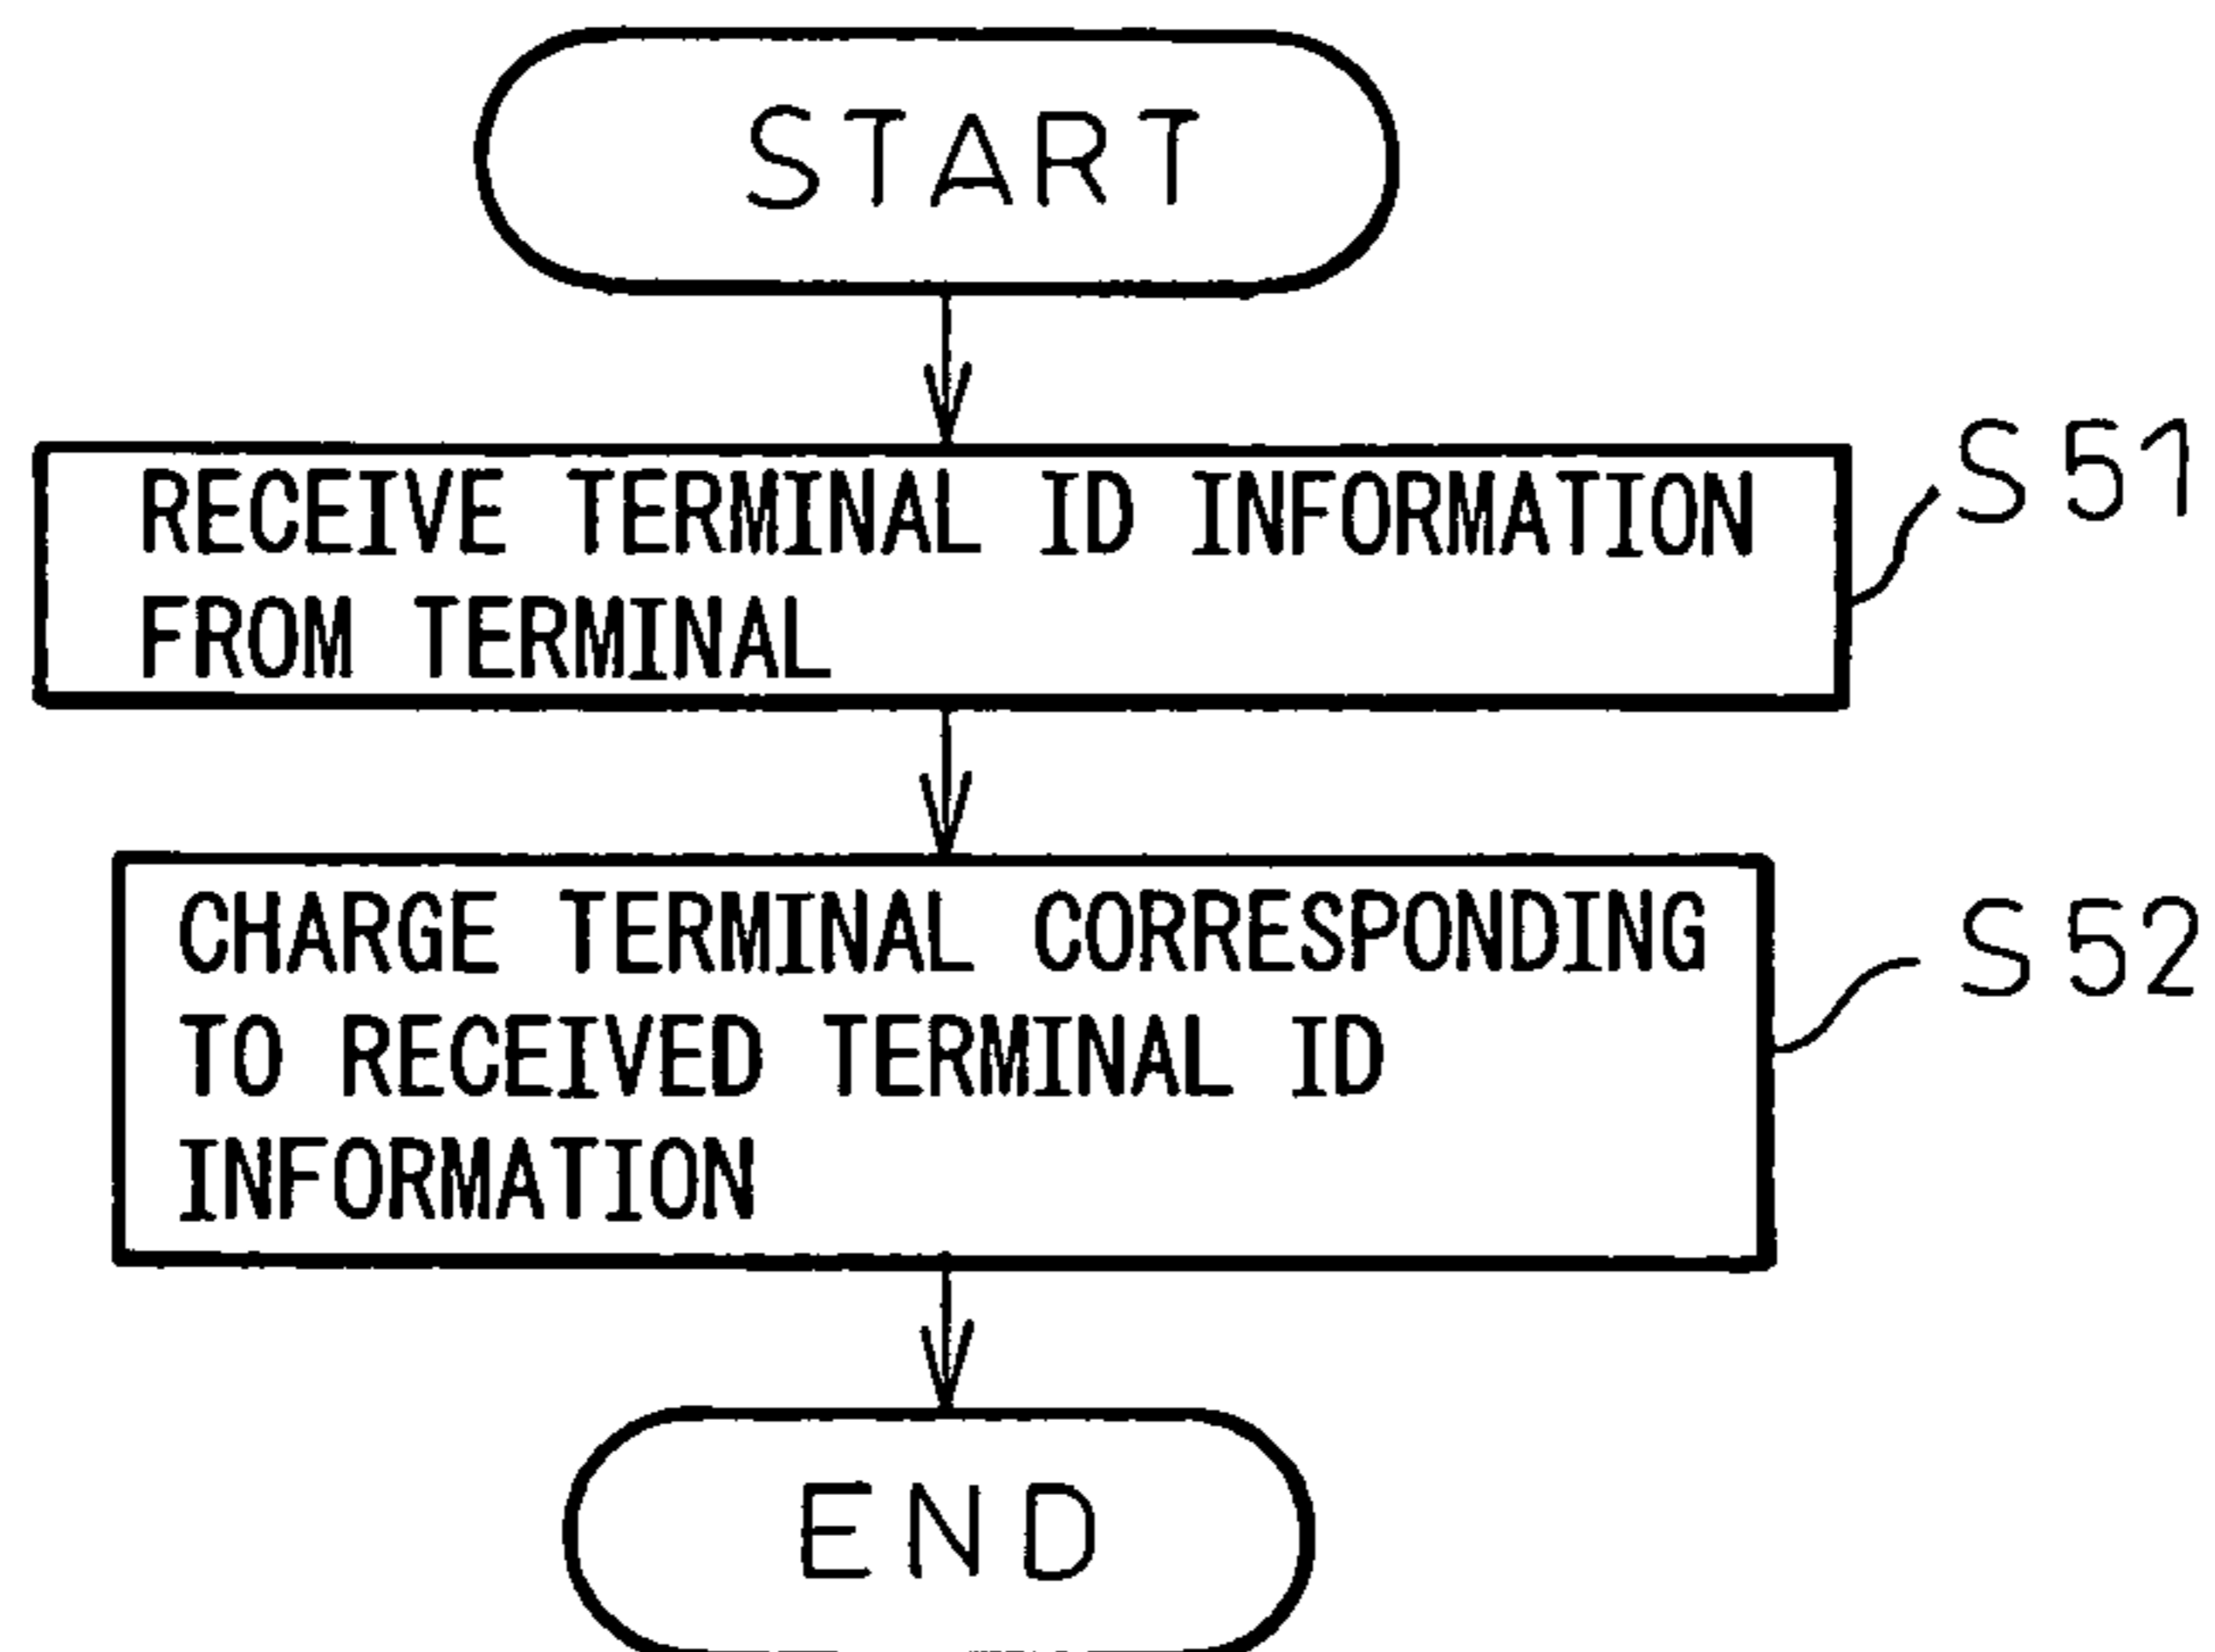 START
RECEIVE TERMINAL ID INFORMATION
FROM TERMINAL
S51
CHARGE TERMINAL CORRESPONDING
TO RECEIVED TERMINAL ID
INFORMATION
S52
END